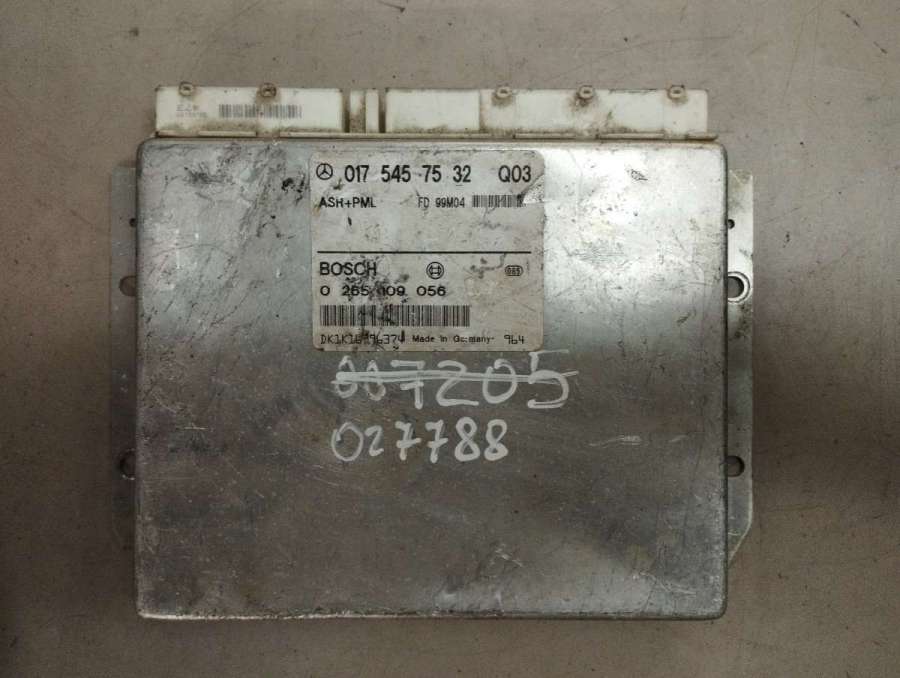 017 545 75 32 Q03
ASH+PML FD 99M04
BOSCH
0 265 109 056
Made in Germany 964
007205
027788